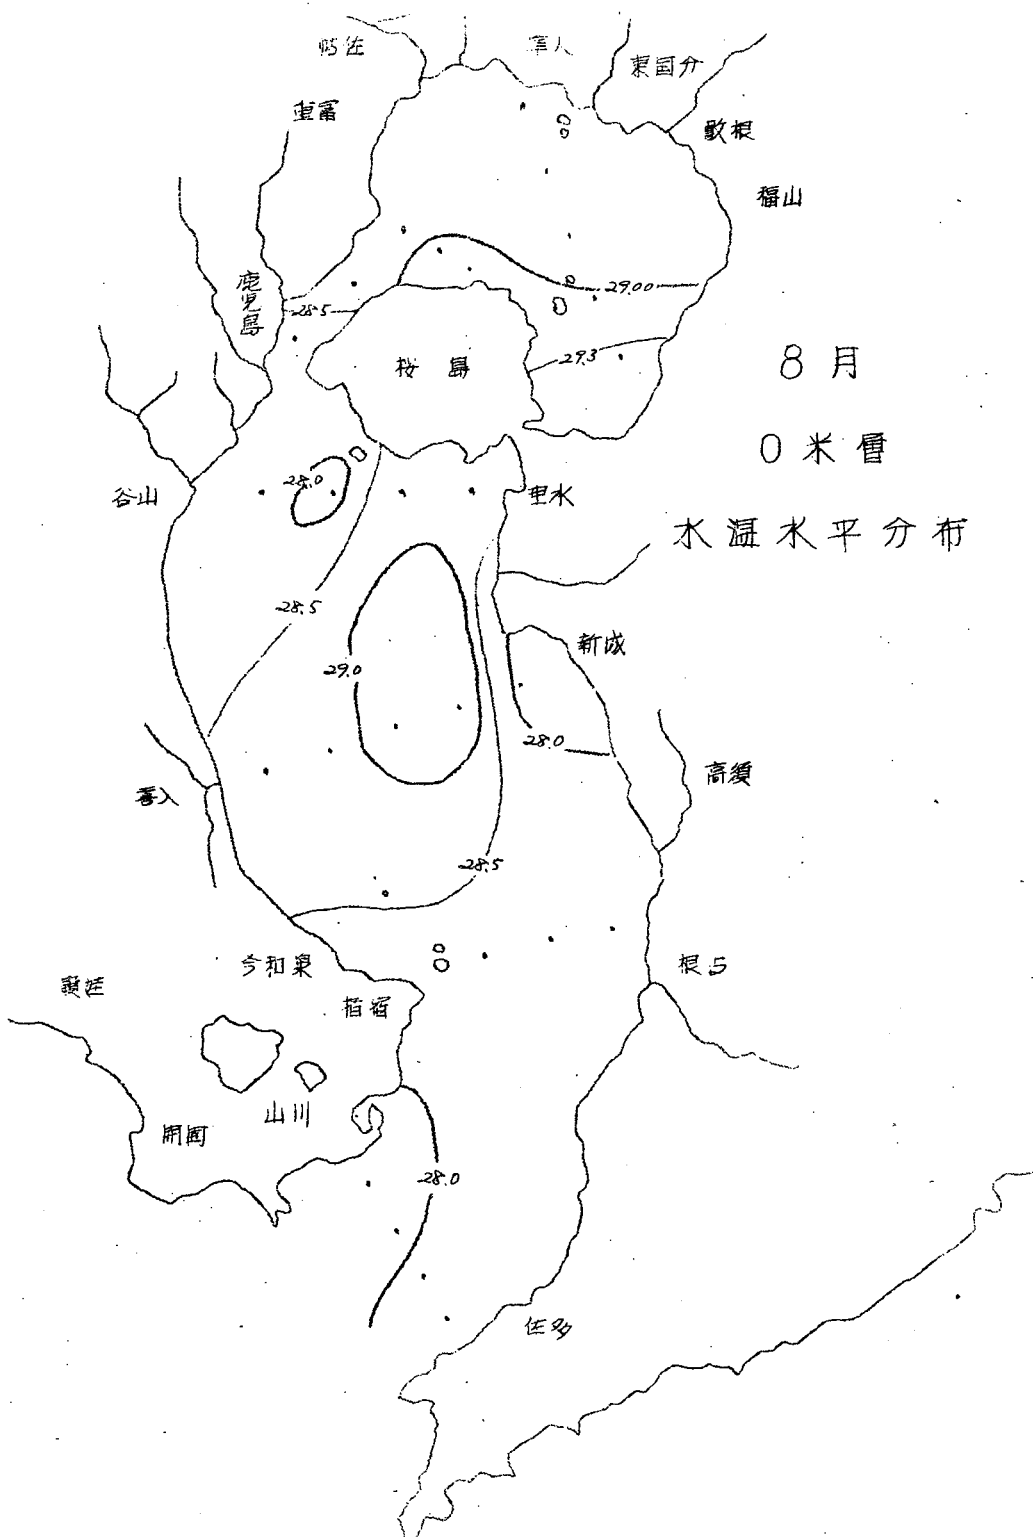 帖佐
隼人
東国分
重富
敷根
福山
鹿児島
28.5
29.00
29.3
桜島
8月
0米層
水温水平分布
谷山
28.0
垂水
28.5
新成
29.0
28.0
高須
喜入
28.5
今和泉
根占
指宿
山川
開聞
28.0
佐多